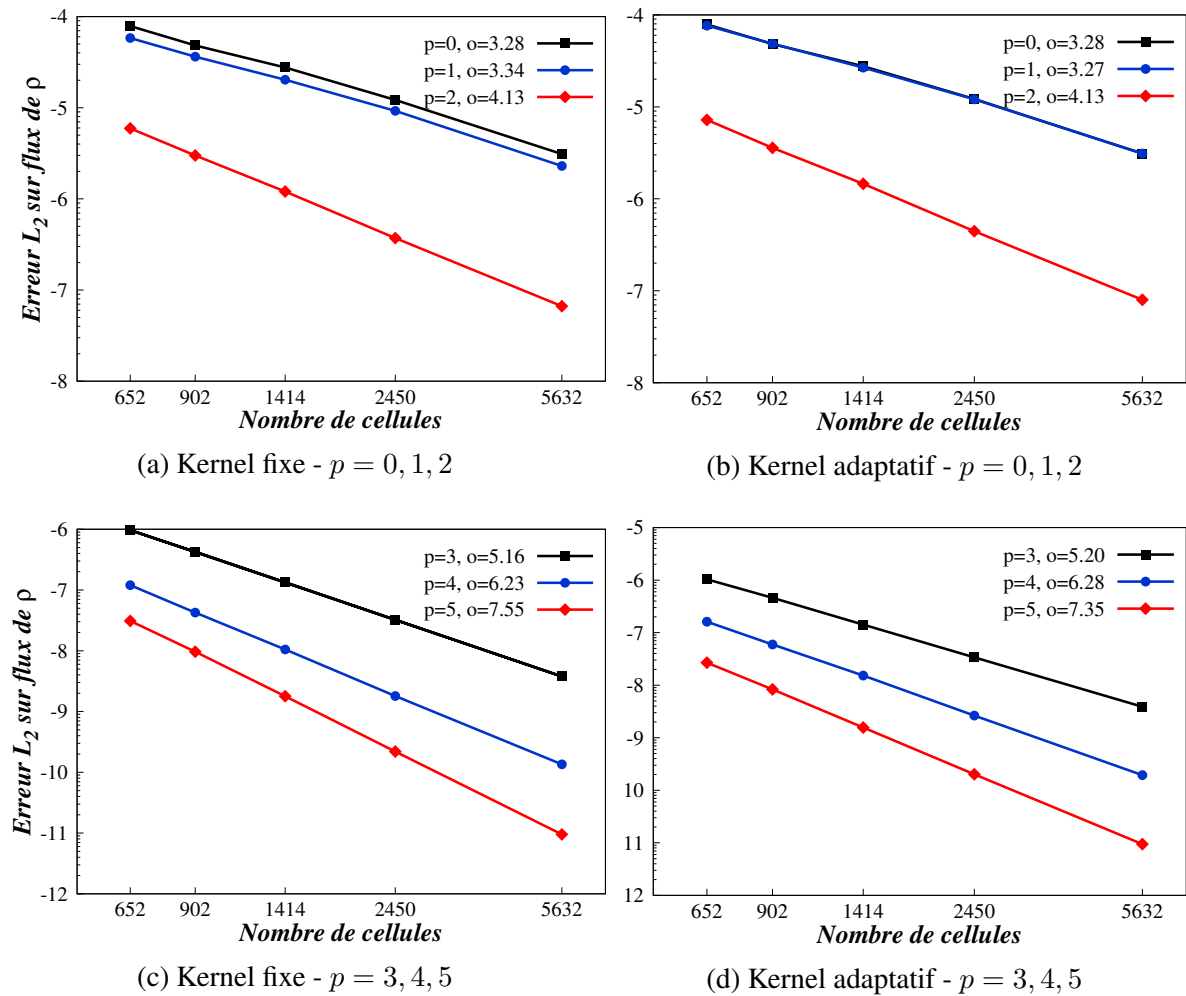 -4
-5
-6
-7
-8
Erreur L2 sur flux de ρ
p=0, o=3.28
p=1, o=3.34
p=2, o=4.13
652 902 1414 2450 5632
Nombre de cellules
(a) Kernel fixe - p = 0, 1, 2
-4
-5
-6
-7
-8
p=0, o=3.28
p=1, o=3.27
p=2, o=4.13
652 902 1414 2450 5632
Nombre de cellules
(b) Kernel adaptatif - p = 0, 1, 2
-6
-7
-8
-9
-10
-11
-12
Erreur L2 sur flux de ρ
p=3, o=5.16
p=4, o=6.23
p=5, o=7.55
652 902 1414 2450 5632
Nombre de cellules
(c) Kernel fixe - p = 3, 4, 5
-5
-6
-7
-8
-9
10
11
12
p=3, o=5.20
p=4, o=6.28
p=5, o=7.35
652 902 1414 2450 5632
Nombre de cellules
(d) Kernel adaptatif - p = 3, 4, 5